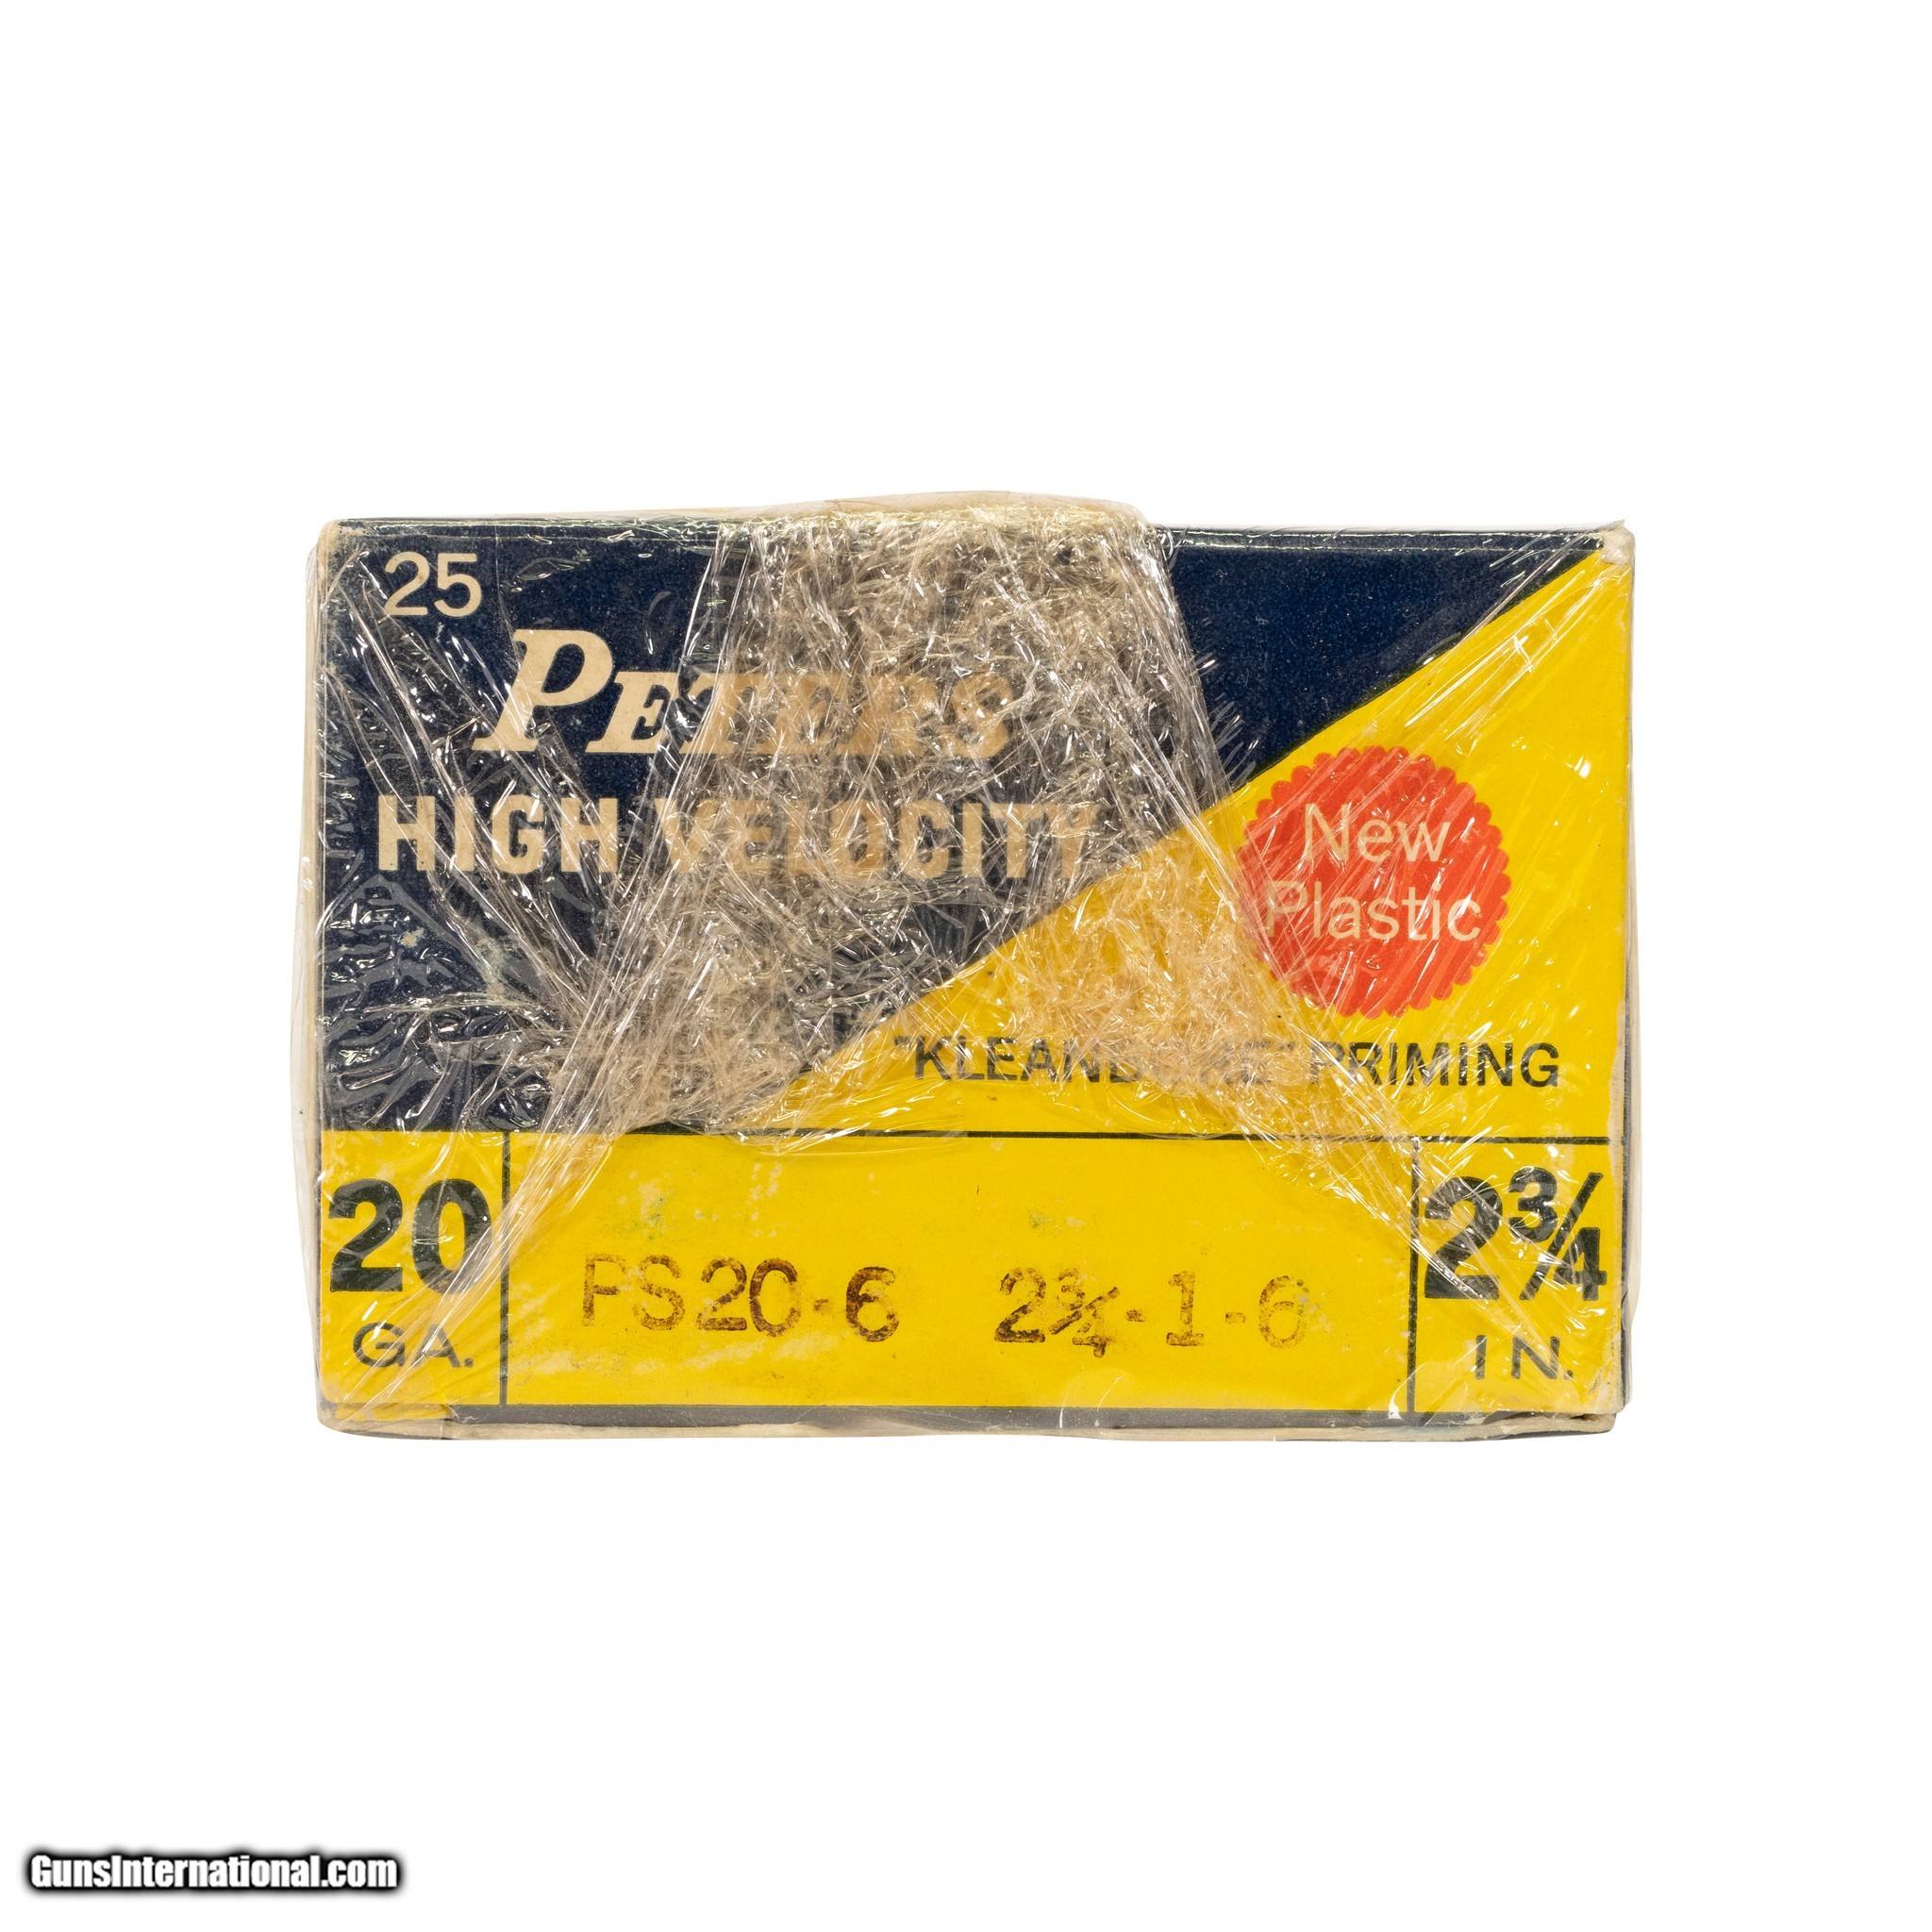 25
PETERS
HIGH VELOCITY
New
Plastic
"KLEANBORE" PRIMING
20
GA.
PS20-6 2¾-1-6
2¾
IN.
GunsInternational.com